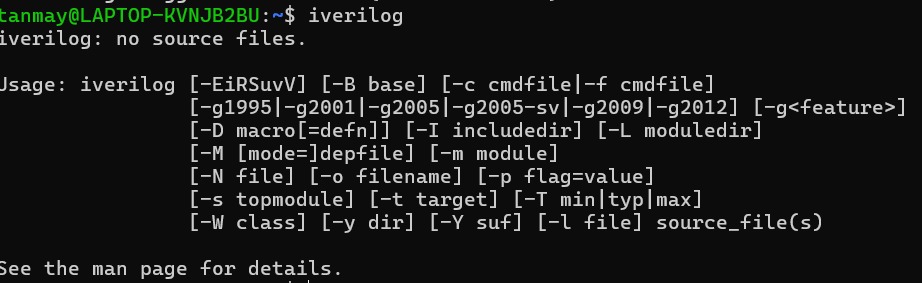 tanmay@LAPTOP-KVNJB2BU:~$ iverilog
iverilog: no source files.
Usage: iverilog [-EiRSuvV] [-B base] [-c cmdfile|-f cmdfile]
[-g1995|-g2001|-g2005|-g2005-sv|-g2009|-g2012] [-g<feature>]
[-D macro[=defn]] [-I includedir] [-L moduledir]
[-M [mode=]depfile] [-m module]
[-N file] [-o filename] [-p flag=value]
[-s topmodule] [-t target] [-T min|typ|max]
[-W class] [-y dir] [-Y suf] [-l file] source_file(s)
See the man page for details.